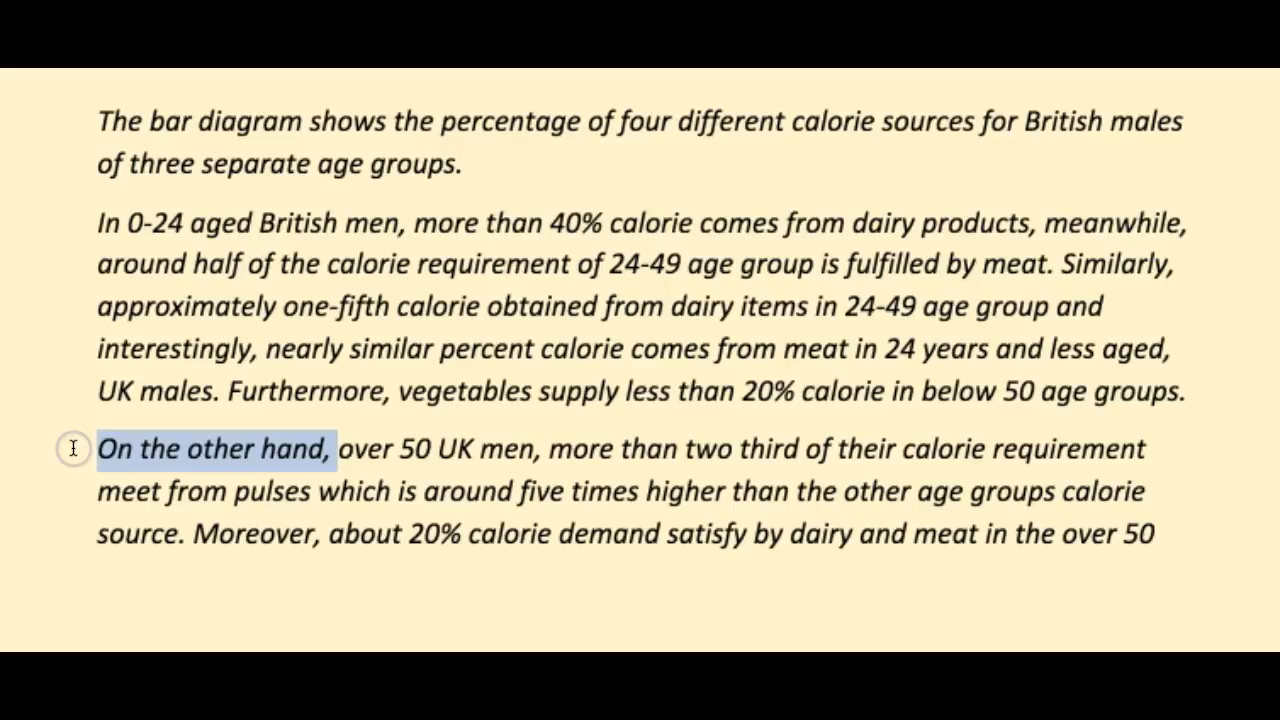 The bar diagram shows the percentage of four different calorie sources for British males
of three separate age groups.
In 0-24 aged British men, more than 40% calorie comes from dairy products, meanwhile,
around half of the calorie requirement of 24-49 age group is fulfilled by meat. Similarly,
approximately one-fifth calorie obtained from dairy items in 24-49 age group and
interestingly, nearly similar percent calorie comes from meat in 24 years and less aged,
UK males. Furthermore, vegetables supply less than 20% calorie in below 50 age groups.
On the other hand, over 50 UK men, more than two third of their calorie requirement
meet from pulses which is around five times higher than the other age groups calorie
source. Moreover, about 20% calorie demand satisfy by dairy and meat in the over 50